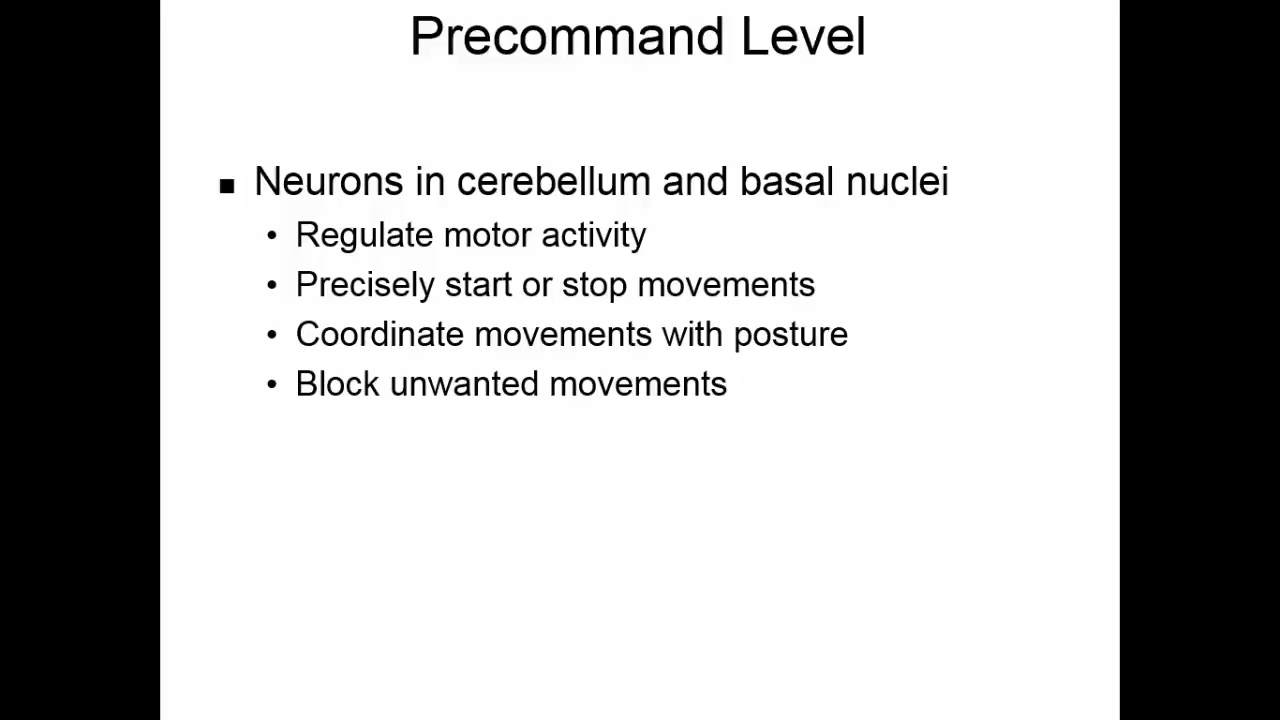 Precommand Level
▪ Neurons in cerebellum and basal nuclei
• Regulate motor activity
• Precisely start or stop movements
• Coordinate movements with posture
• Block unwanted movements